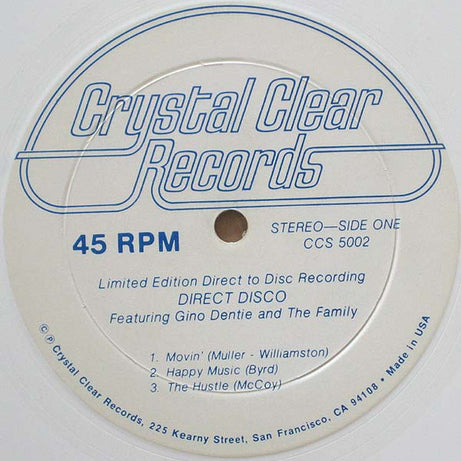 Crystal Clear
Records
45 RPM
STEREO—SIDE ONE
CCS 5002
Limited Edition Direct to Disc Recording
DIRECT DISCO
Featuring Gino Dentie and The Family
1. Movin' (Muller - Williamston)
2. Happy Music (Byrd)
3. The Hustle (McCoy)
© ℗ Crystal Clear Records, 225 Kearny Street, San Francisco, CA 94108 • Made in USA